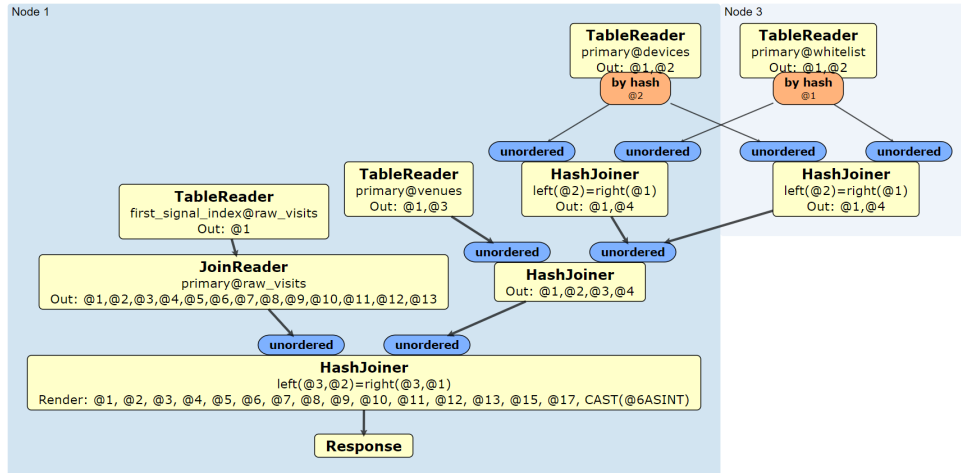 Node 1
Node 3
TableReader
primary@devices
Out: @1,@2
by hash
@2
TableReader
primary@whitelist
Out: @1,@2
by hash
@1
unordered
unordered
unordered
unordered
TableReader
first_signal_index@raw_visits
Out: @1
TableReader
primary@venues
Out: @1,@3
HashJoiner
left(@2)=right(@1)
Out: @1,@4
HashJoiner
left(@2)=right(@1)
Out: @1,@4
unordered
unordered
JoinReader
primary@raw_visits
Out: @1,@2,@3,@4,@5,@6,@7,@8,@9,@10,@11,@12,@13
HashJoiner
Out: @1,@2,@3,@4
unordered
unordered
HashJoiner
left(@3,@2)=right(@3,@1)
Render: @1, @2, @3, @4, @5, @6, @7, @8, @9, @10, @11, @12, @13, @15, @17, CAST(@6ASINT)
Response